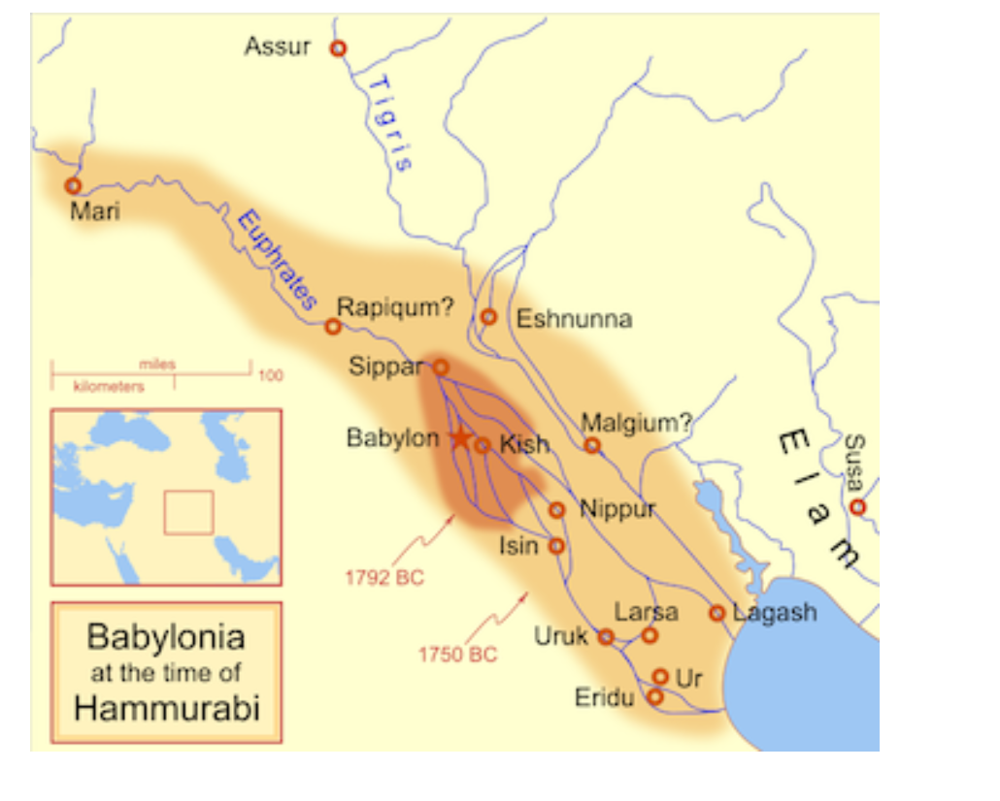 Assur
Tigris
Mari
Euphrates
Rapiqum?
Eshnunna
Sippar
miles
100
kilometers
Babylon
Kish
Malgium?
Elam
Susa
Nippur
Isin
1792 BC
Larsa
Lagash
Uruk
1750 BC
Ur
Eridu
Babylonia
at the time of
Hammurabi